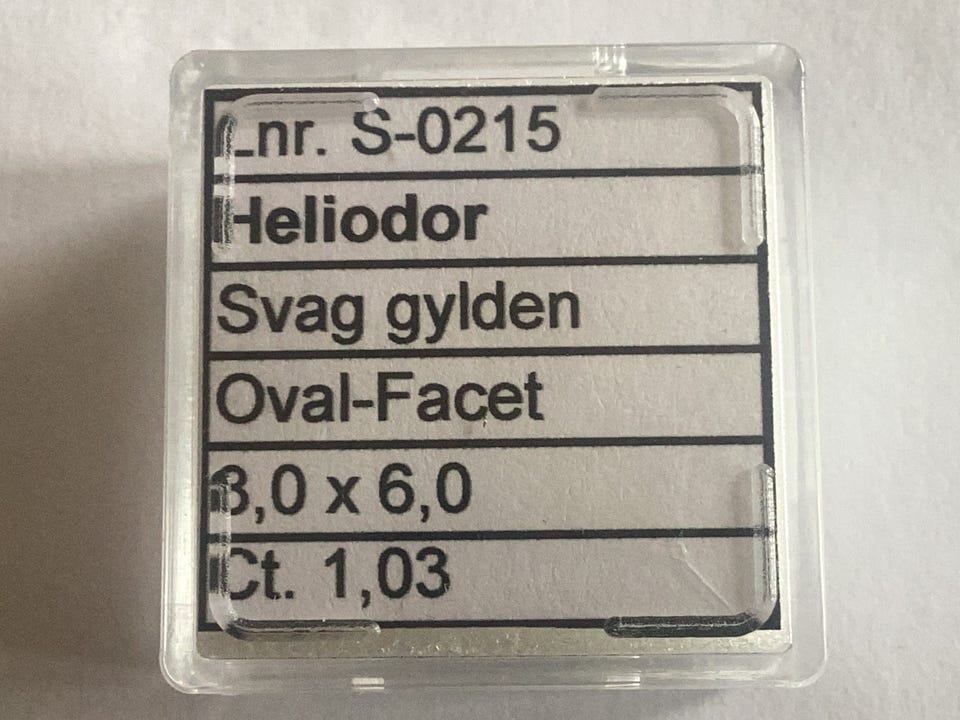 Lnr. S-0215
Heliodor
Svag gylden
Oval-Facet
8,0 x 6,0
Ct. 1,03